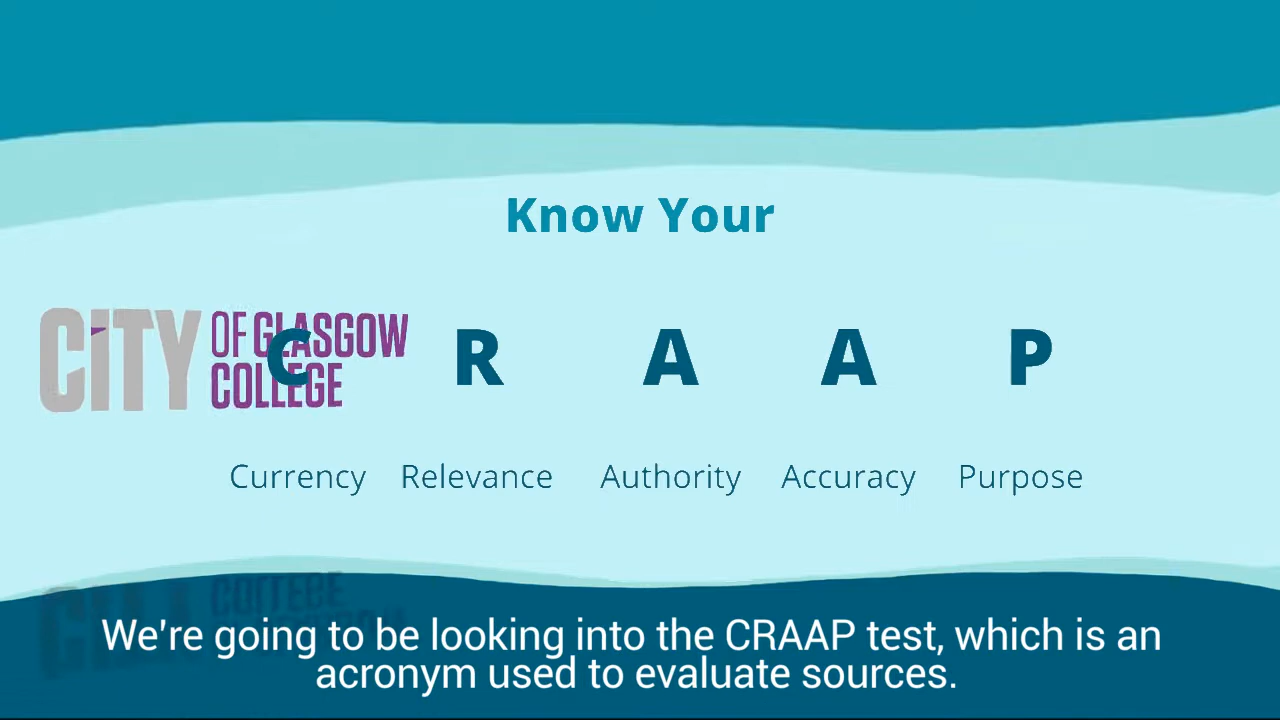 Know Your
CiTY OF GLASGOW
COLLEGE
C R A A P
Currency Relevance Authority Accuracy Purpose
We're going to be looking into the CRAAP test, which is an
acronym used to evaluate sources.